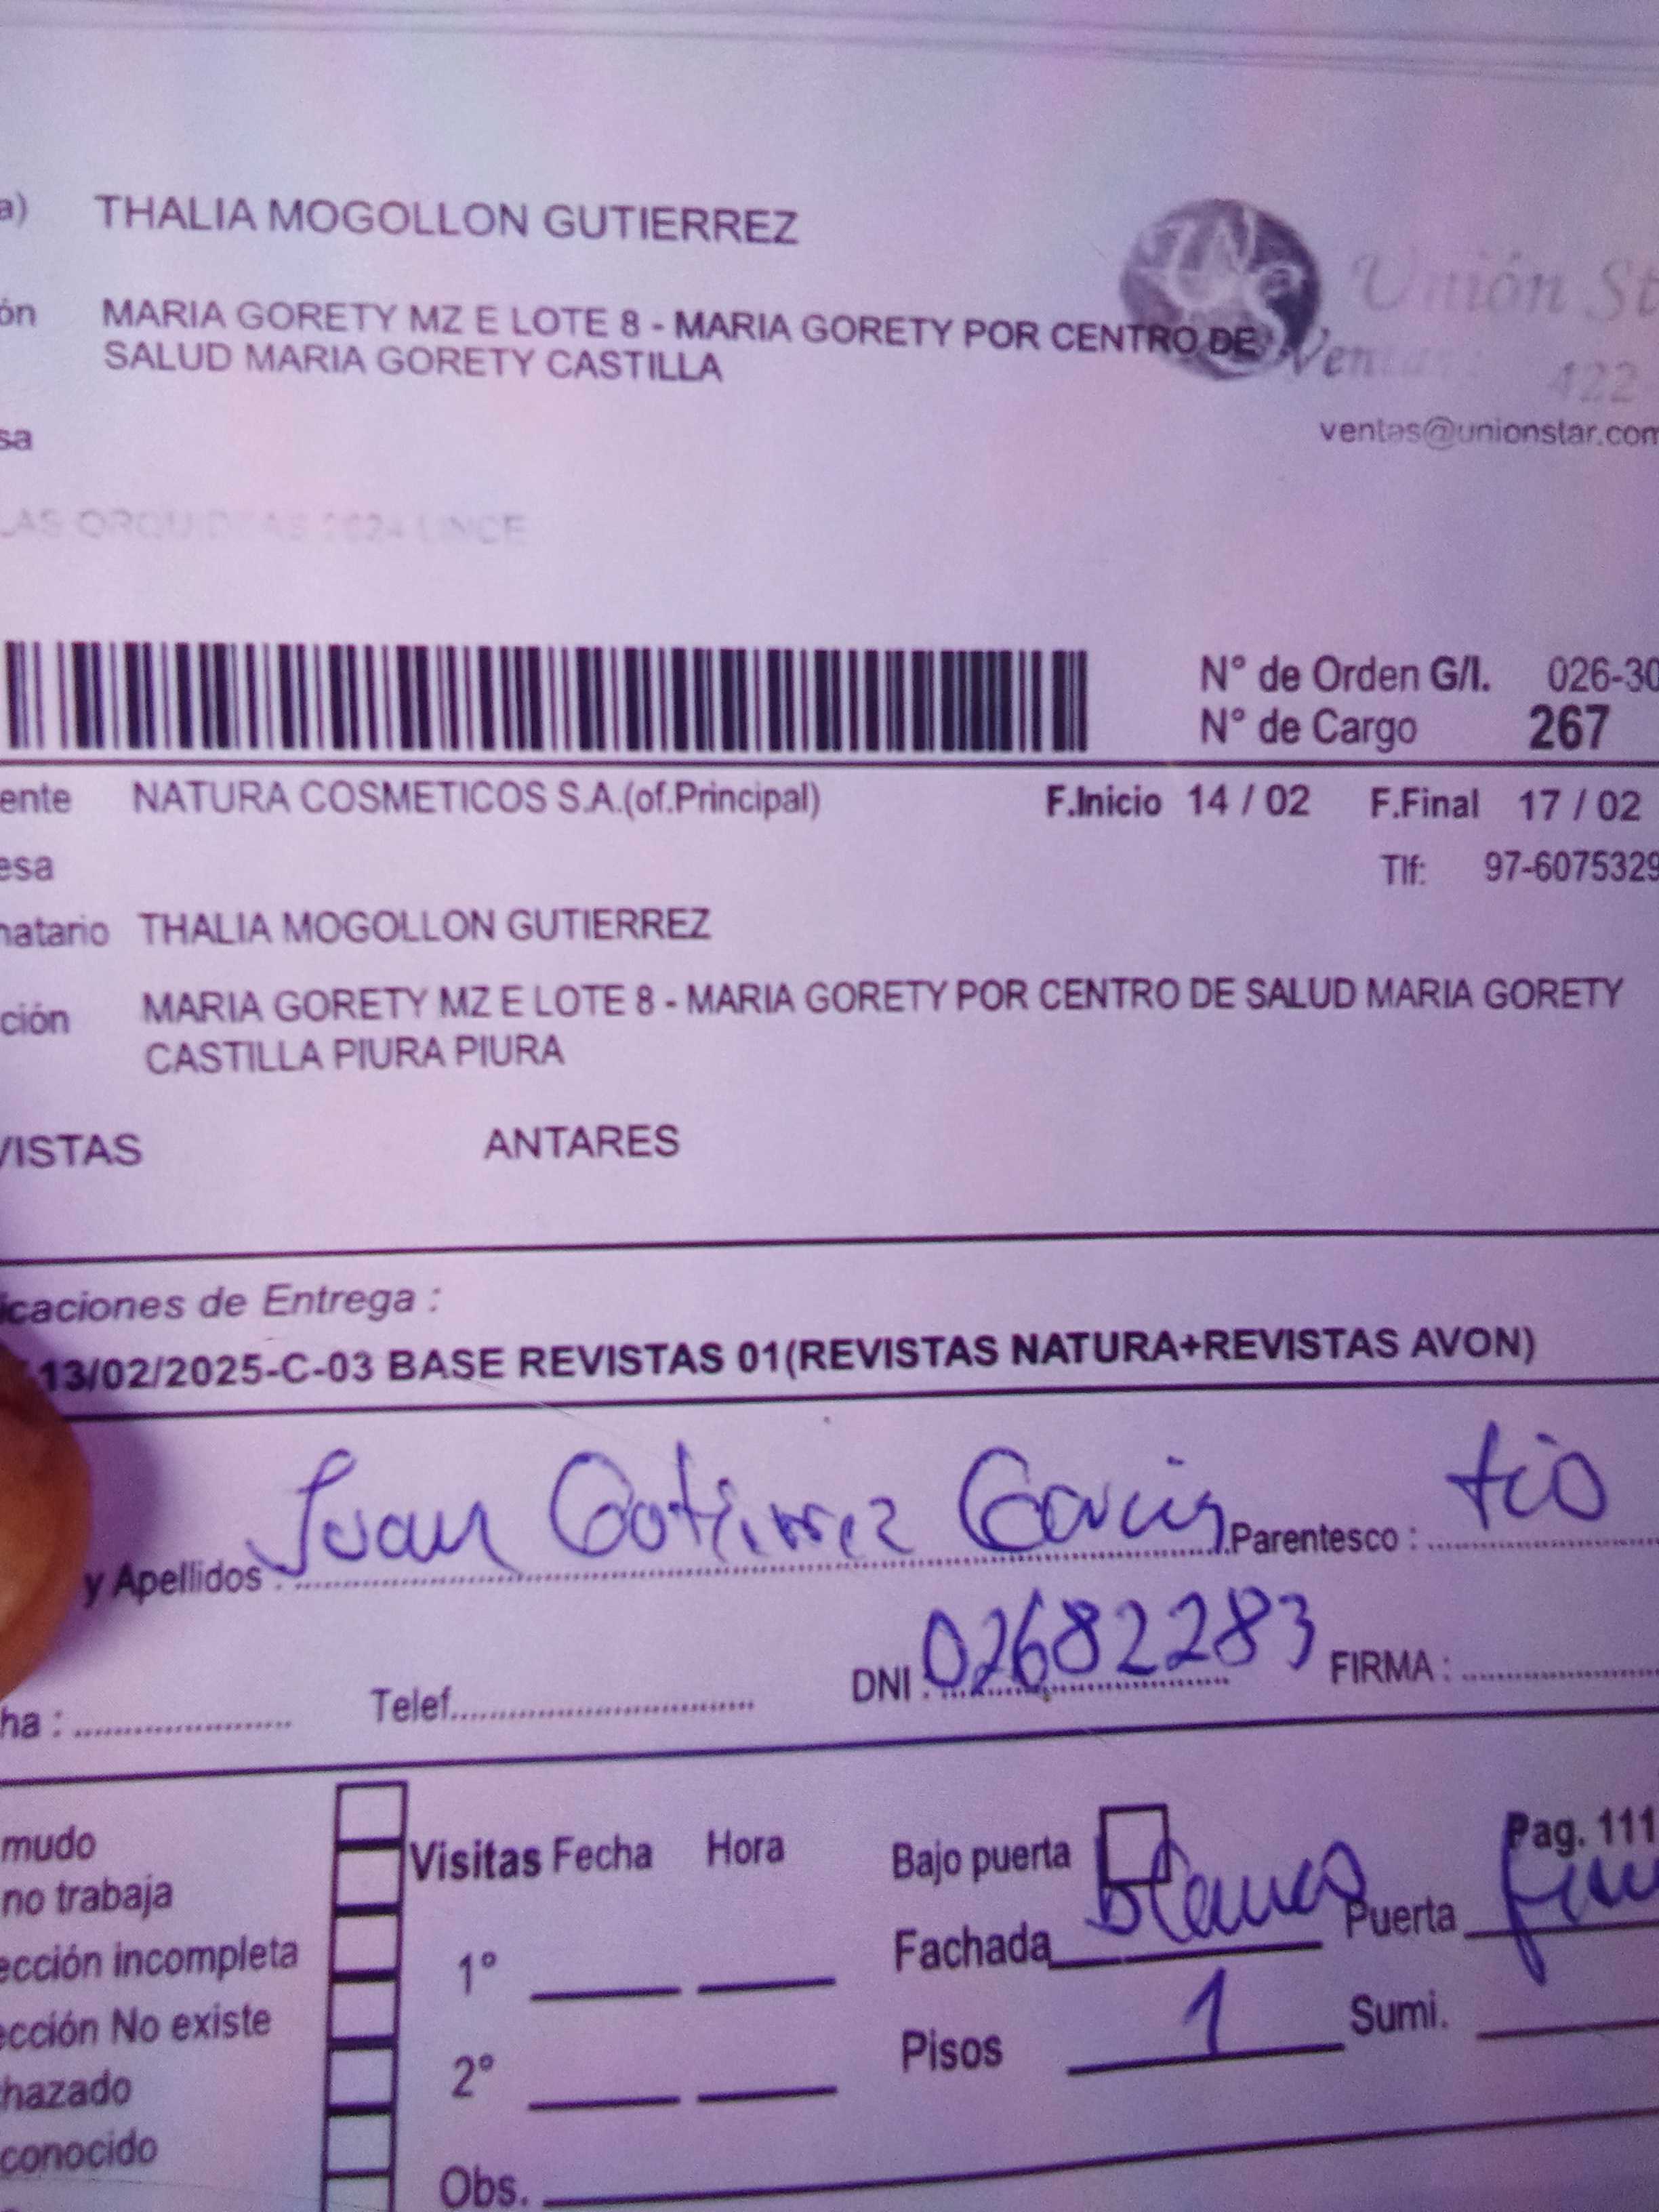 a) THALIA MOGOLLON GUTIERREZ
ón MARIA GORETY MZ E LOTE 8 - MARIA GORETY POR CENTRO DE
SALUD MARIA GORETY CASTILLA
Unión St
Ventas:
422
sa
ventas@unionstar.com
LAS ORQUIDEAS 2624 LINCE
N° de Orden G/I. 026-30
N° de Cargo 267
ente NATURA COSMETICOS S.A.(of.Principal) F.Inicio 14 / 02 F.Final 17 / 02
esa Tlf: 97-6075329
natario THALIA MOGOLLON GUTIERREZ
ción MARIA GORETY MZ E LOTE 8 - MARIA GORETY POR CENTRO DE SALUD MARIA GORETY
CASTILLA PIURA PIURA
VISTAS ANTARES
icaciones de Entrega :
13/02/2025-C-03 BASE REVISTAS 01(REVISTAS NATURA+REVISTAS AVON)
y Apellidos : Juan Gutierrez Garcia Parentesco : tio
ha : Telef. DNI : 02682283 FIRMA :
mudo
no trabaja
ección incompleta
ección No existe
hazado
conocido
Visitas Fecha Hora
1°
2°
Obs.
Bajo puerta
Pag. 111
Fachada blanco Puerta
Pisos 1 Sumi.